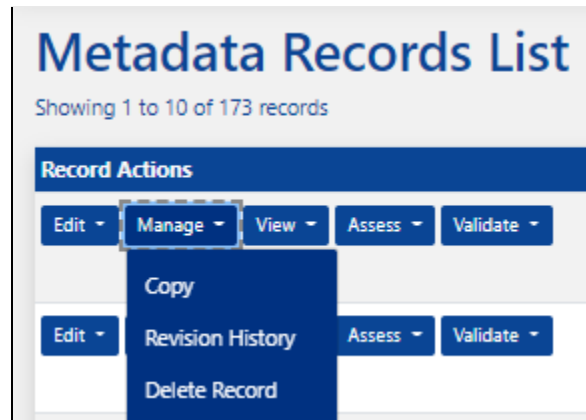 Metadata Records List
Showing 1 to 10 of 173 records
Record Actions
Edit Manage View Assess Validate
Copy
Edit Revision History Assess Validate
Delete Record